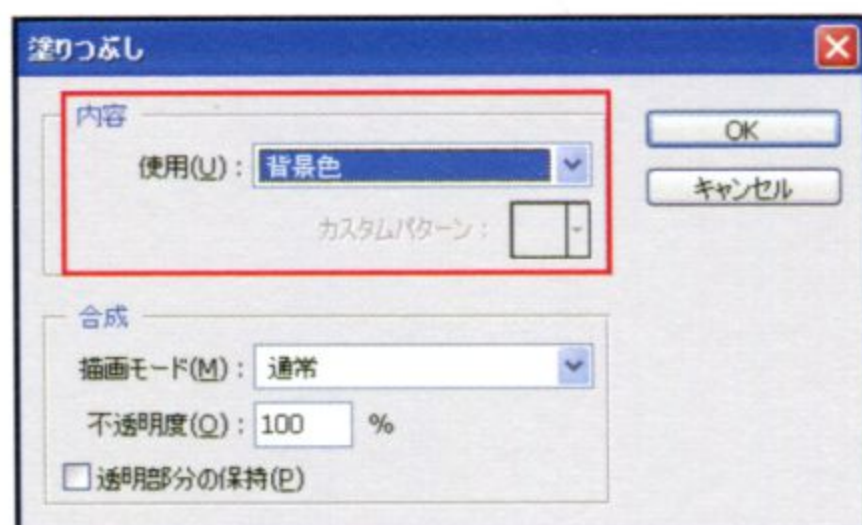 塗りつぶし
内容
使用(U)：背景色
カスタムパターン：
OK
キャンセル
合成
描画モード(M)：通常
不透明度(O)：100 %
透明部分の保持(P)